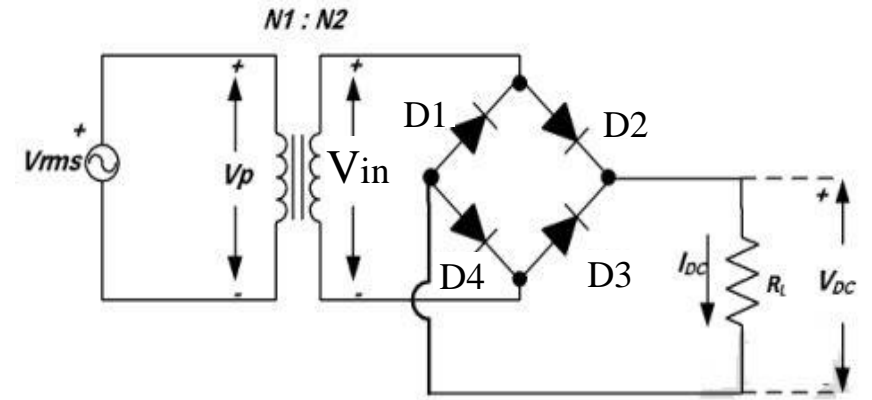 N1 : N2
+
+
+
D1
D2
Vrms
Vp
Vin
+
D4
D3
IDC
RL
VDC
-
-
-